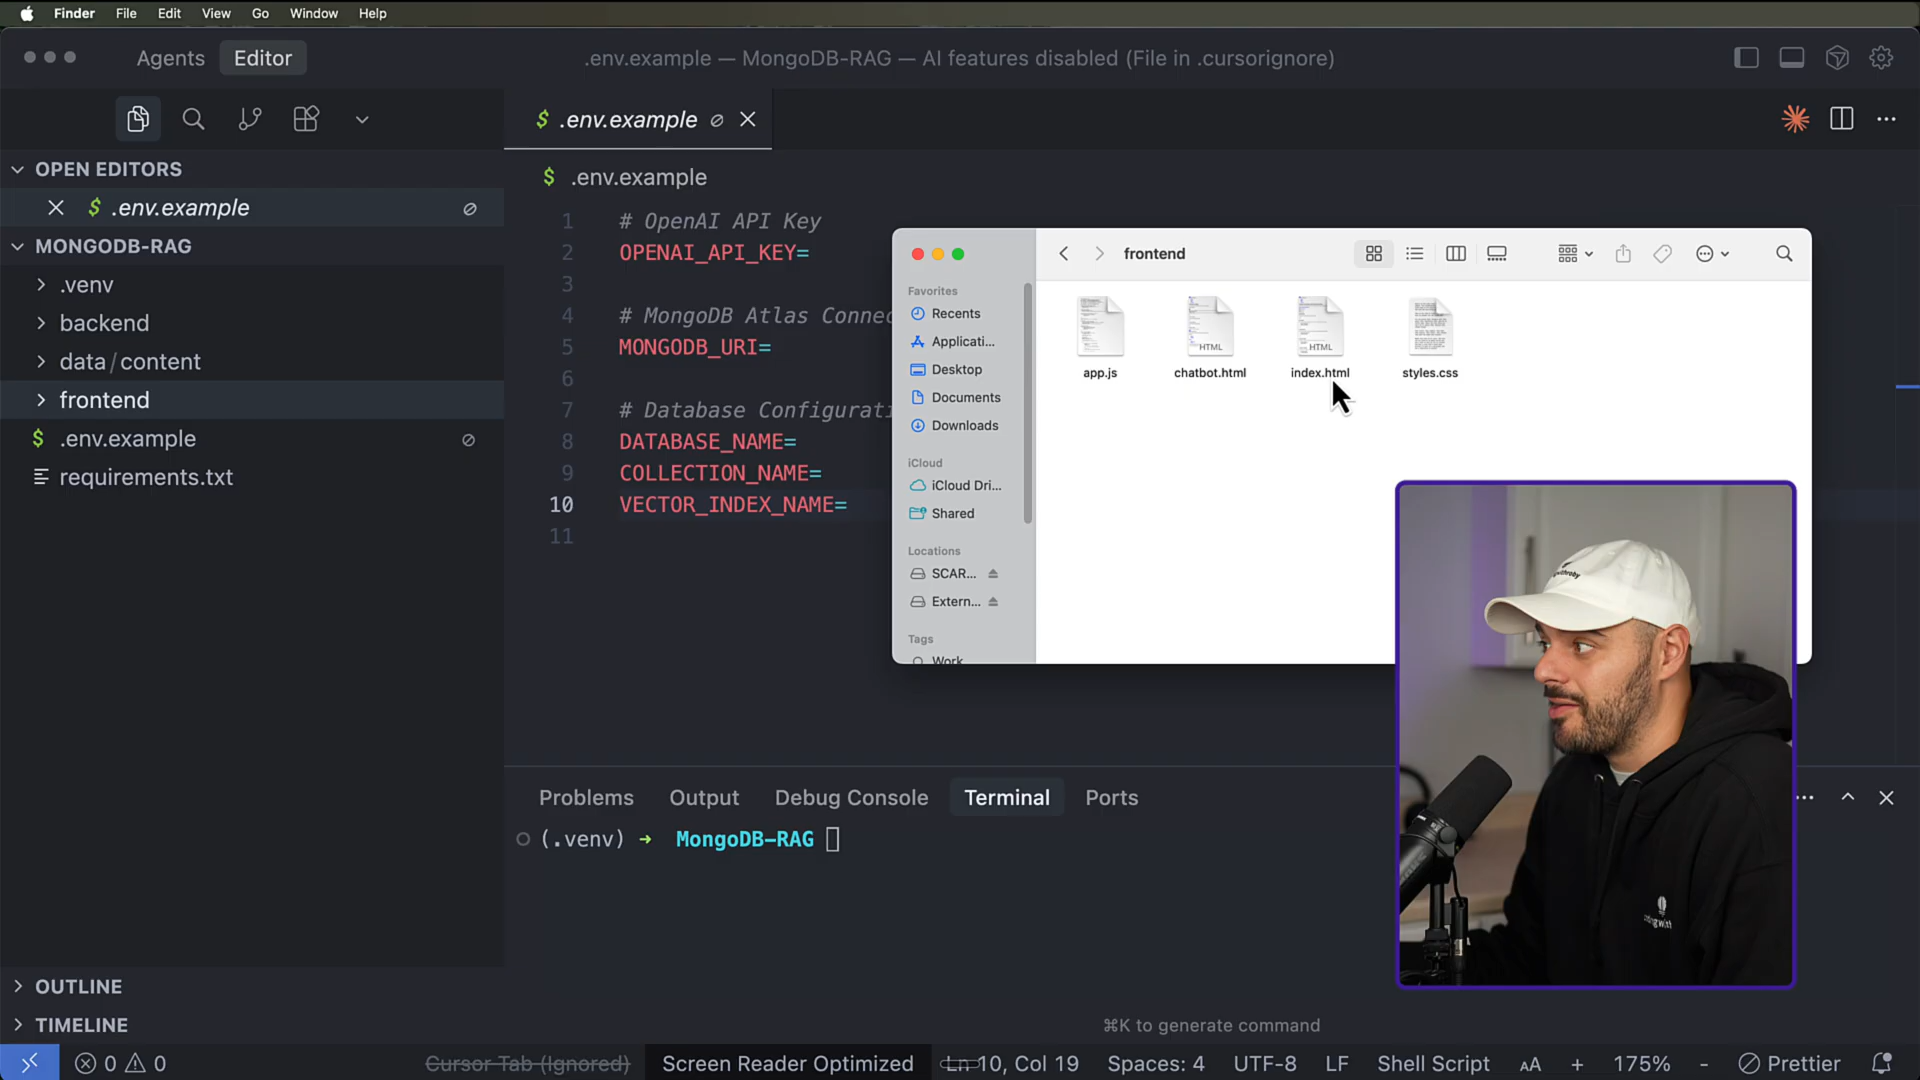 Finder File Edit View Go Window Help
Agents Editor
.env.example — MongoDB-RAG — AI features disabled (File in .cursorignore)
$ .env.example
OPEN EDITORS
$ .env.example
MONGODB-RAG
.venv
backend
data/content
frontend
$ .env.example
requirements.txt
OUTLINE
TIMELINE
$ .env.example
1 # OpenAI API Key
2 OPENAI_API_KEY=
3
4 # MongoDB Atlas Connec
5 MONGODB_URI=
6
7 # Database Configurati
8 DATABASE_NAME=
9 COLLECTION_NAME=
10 VECTOR_INDEX_NAME=
11
frontend
Favorites
Recents
Applicati...
Desktop
Documents
Downloads
iCloud
iCloud Dri...
Shared
Locations
SCAR...
Extern...
Tags
Work
HTML
HTML
app.js
chatbot.html
index.html
styles.css
Problems Output Debug Console Terminal Ports
(.venv) → MongoDB-RAG
⌘K to generate command
0 0
Cursor Tab (Ignored) Screen Reader Optimized Ln 10, Col 19 Spaces: 4 UTF-8 LF Shell Script AA + 175% - Prettier